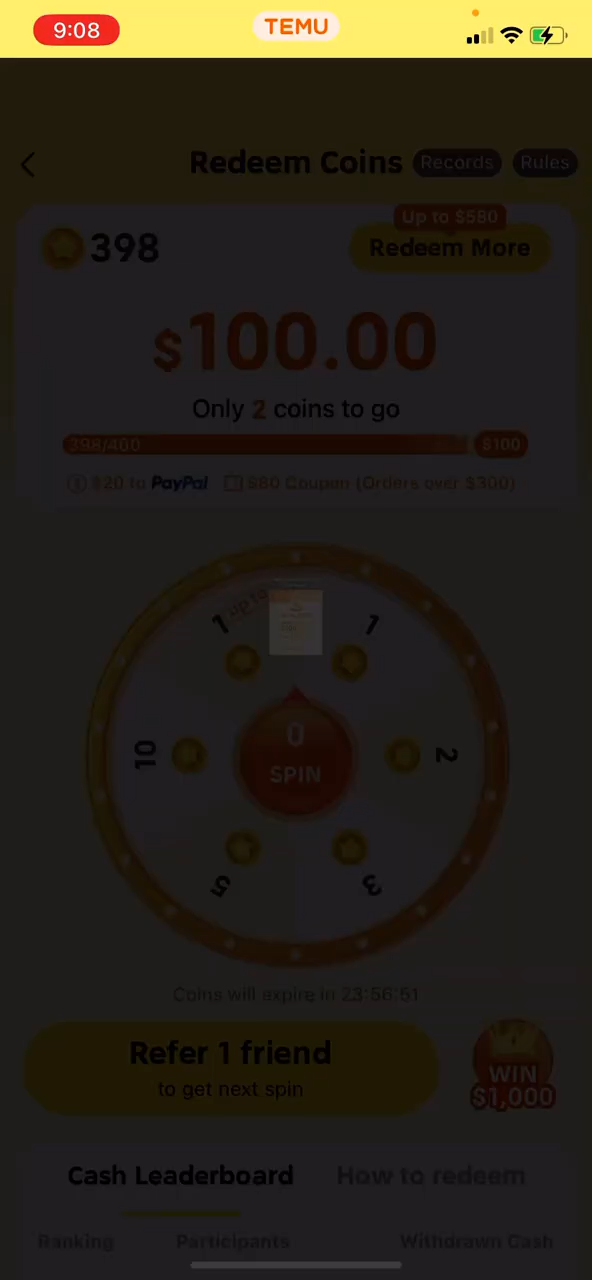 9:08
TEMU
Redeem Coins
Records
Rules
398
Up to $580
Redeem More
$100.00
Only 2 coins to go
398/400
$100
$20 to PayPal
$80 Coupon (Orders over $300)
1
up to
1
10
2
0
SPIN
5
3
Coins will expire in 23:56:51
Refer 1 friend
to get next spin
WIN
$1,000
Cash Leaderboard
How to redeem
Ranking
Participants
Withdrawn Cash